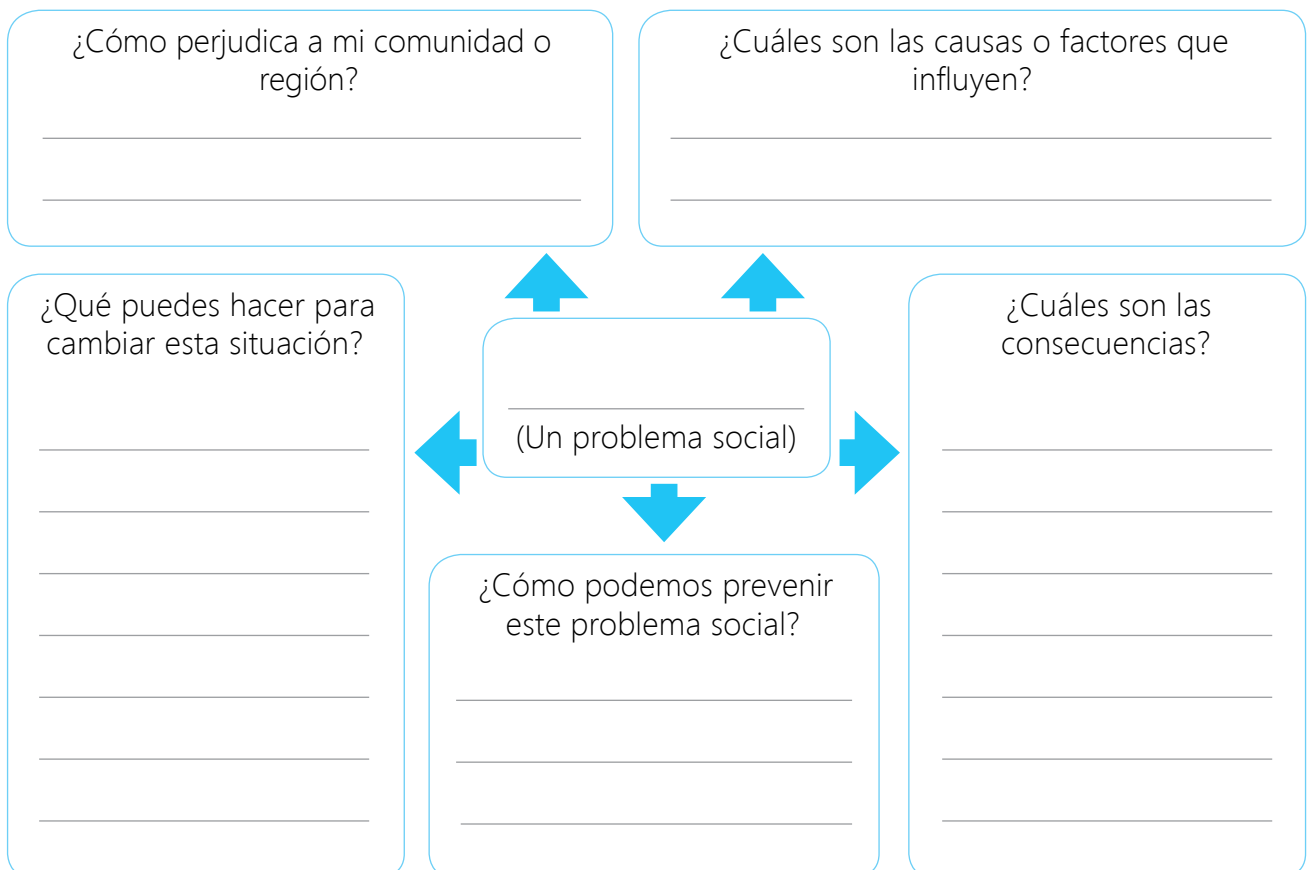 ¿Cómo perjudica a mi comunidad o
región?
¿Cuáles son las causas o factores que
influyen?
¿Qué puedes hacer para
cambiar esta situación?
(Un problema social)
¿Cuáles son las
consecuencias?
¿Cómo podemos prevenir
este problema social?